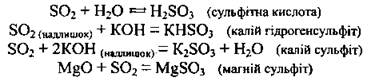 SO₂ + H₂O ⇌ H₂SO₃ (сульфітна кислота)
SO₂ (надлишок) + KOH = KHSO₃ (калій гідрогенсульфіт)
SO₂ + 2KOH (надлишок) = K₂SO₃ + H₂O (калій сульфіт)
MgO + SO₂ = MgSO₃ (магній сульфіт)